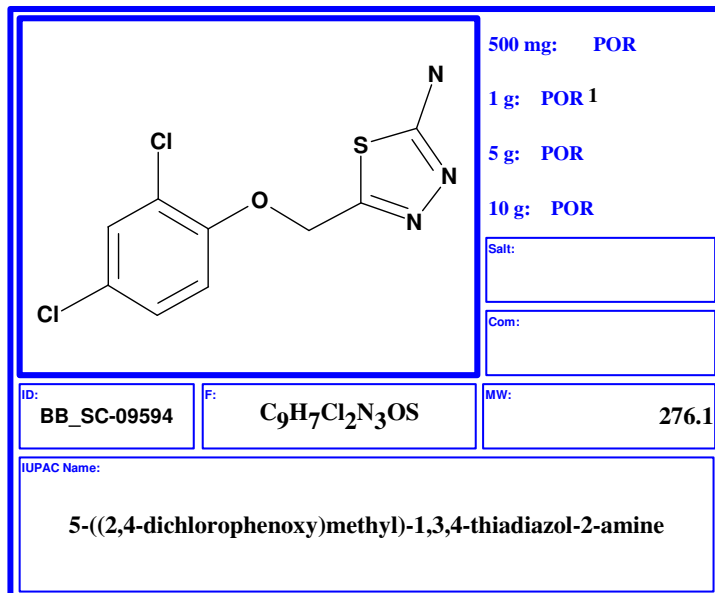 500 mg: POR
1 g: POR 1
5 g: POR
10 g: POR
N
S
N
N
O
Cl
Cl
Salt:
Com:
ID:
BB_SC-09594
F:
C9H7Cl2N3OS
MW:
276.1
IUPAC Name:
5-((2,4-dichlorophenoxy)methyl)-1,3,4-thiadiazol-2-amine